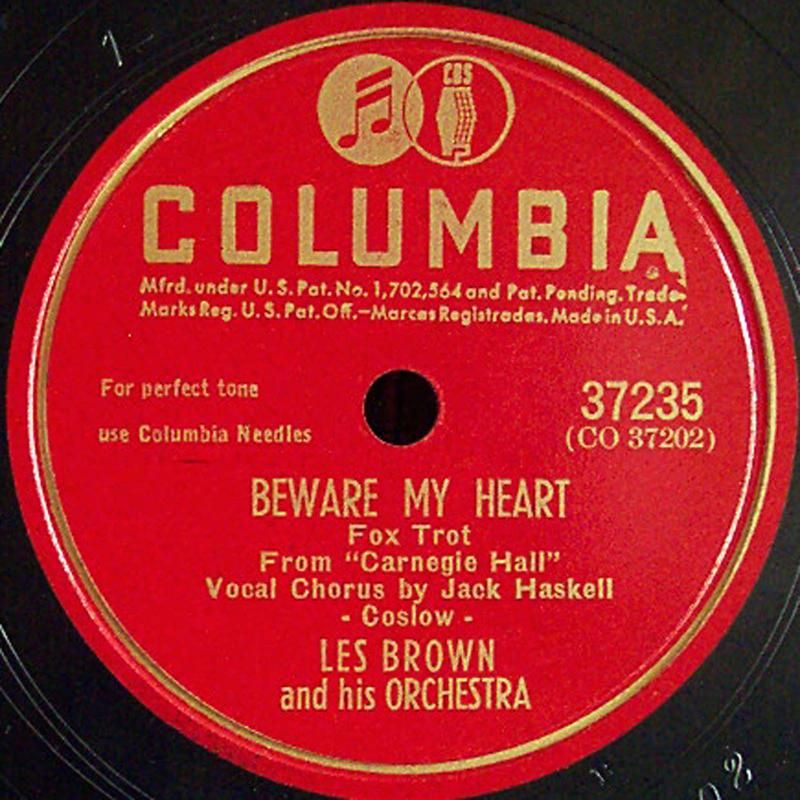 1
CBS
COLUMBIA
Mfrd. under U. S. Pat. No. 1,702,564 and Pat. Pending. Trade-
Marks Reg. U. S. Pat. Off.—Marcas Registradas. Made in U.S.A.
For perfect tone
use Columbia Needles
37235
(CO 37202)
BEWARE MY HEART
Fox Trot
From “Carnegie Hall”
Vocal Chorus by Jack Haskell
- Coslow -
LES BROWN
and his ORCHESTRA
02